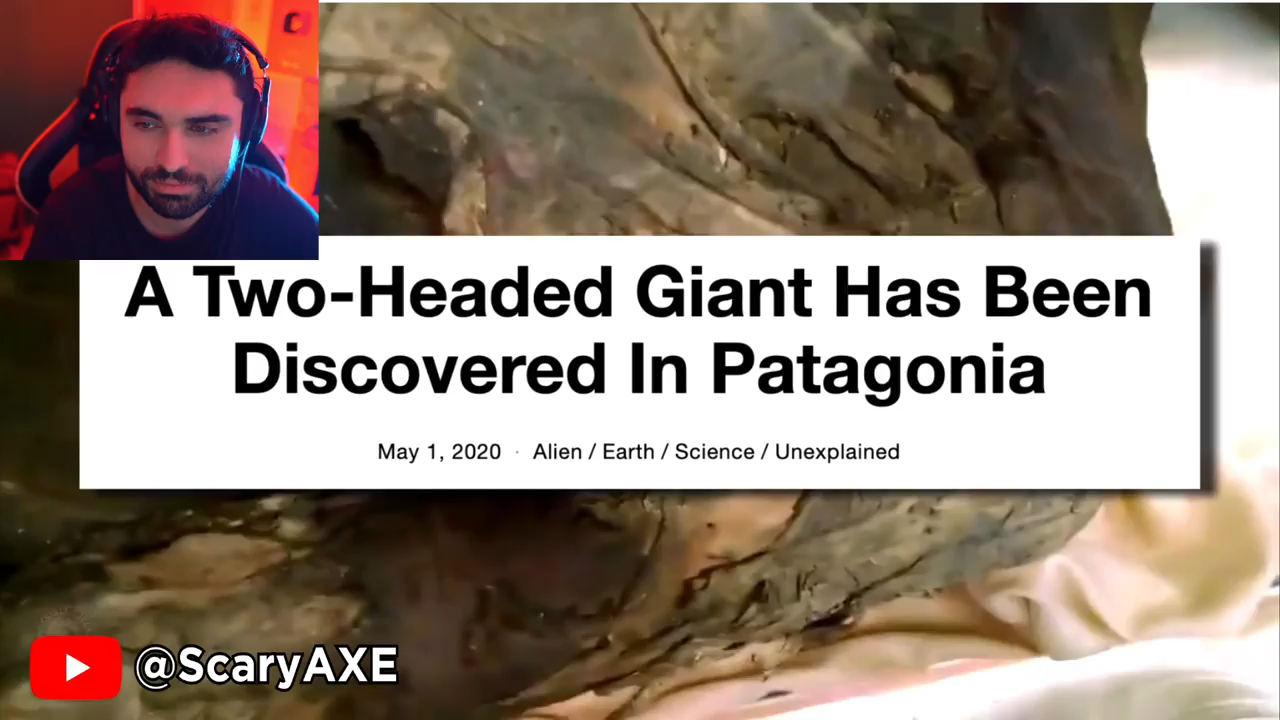 A Two-Headed Giant Has Been
Discovered In Patagonia
May 1, 2020 · Alien / Earth / Science / Unexplained
@ScaryAXE